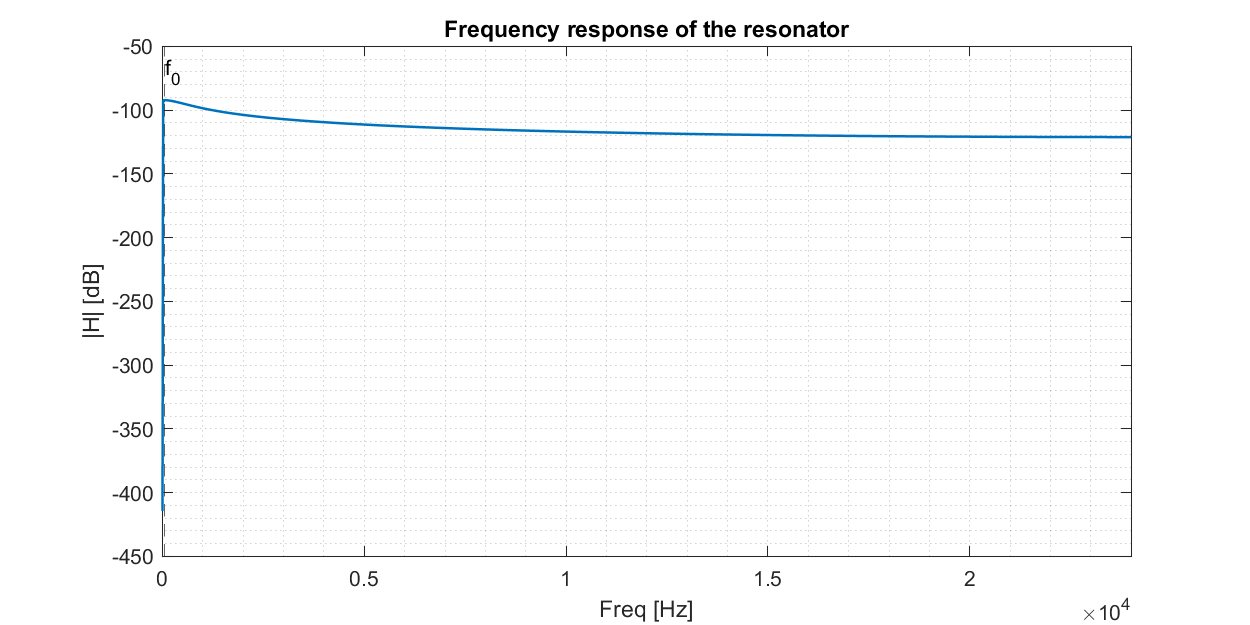 Frequency response of the resonator
-50
f0
-100
-150
-200
-250
-300
-350
-400
-450
|H| [dB]
0 0.5 1 1.5 2
Freq [Hz]
×10^4